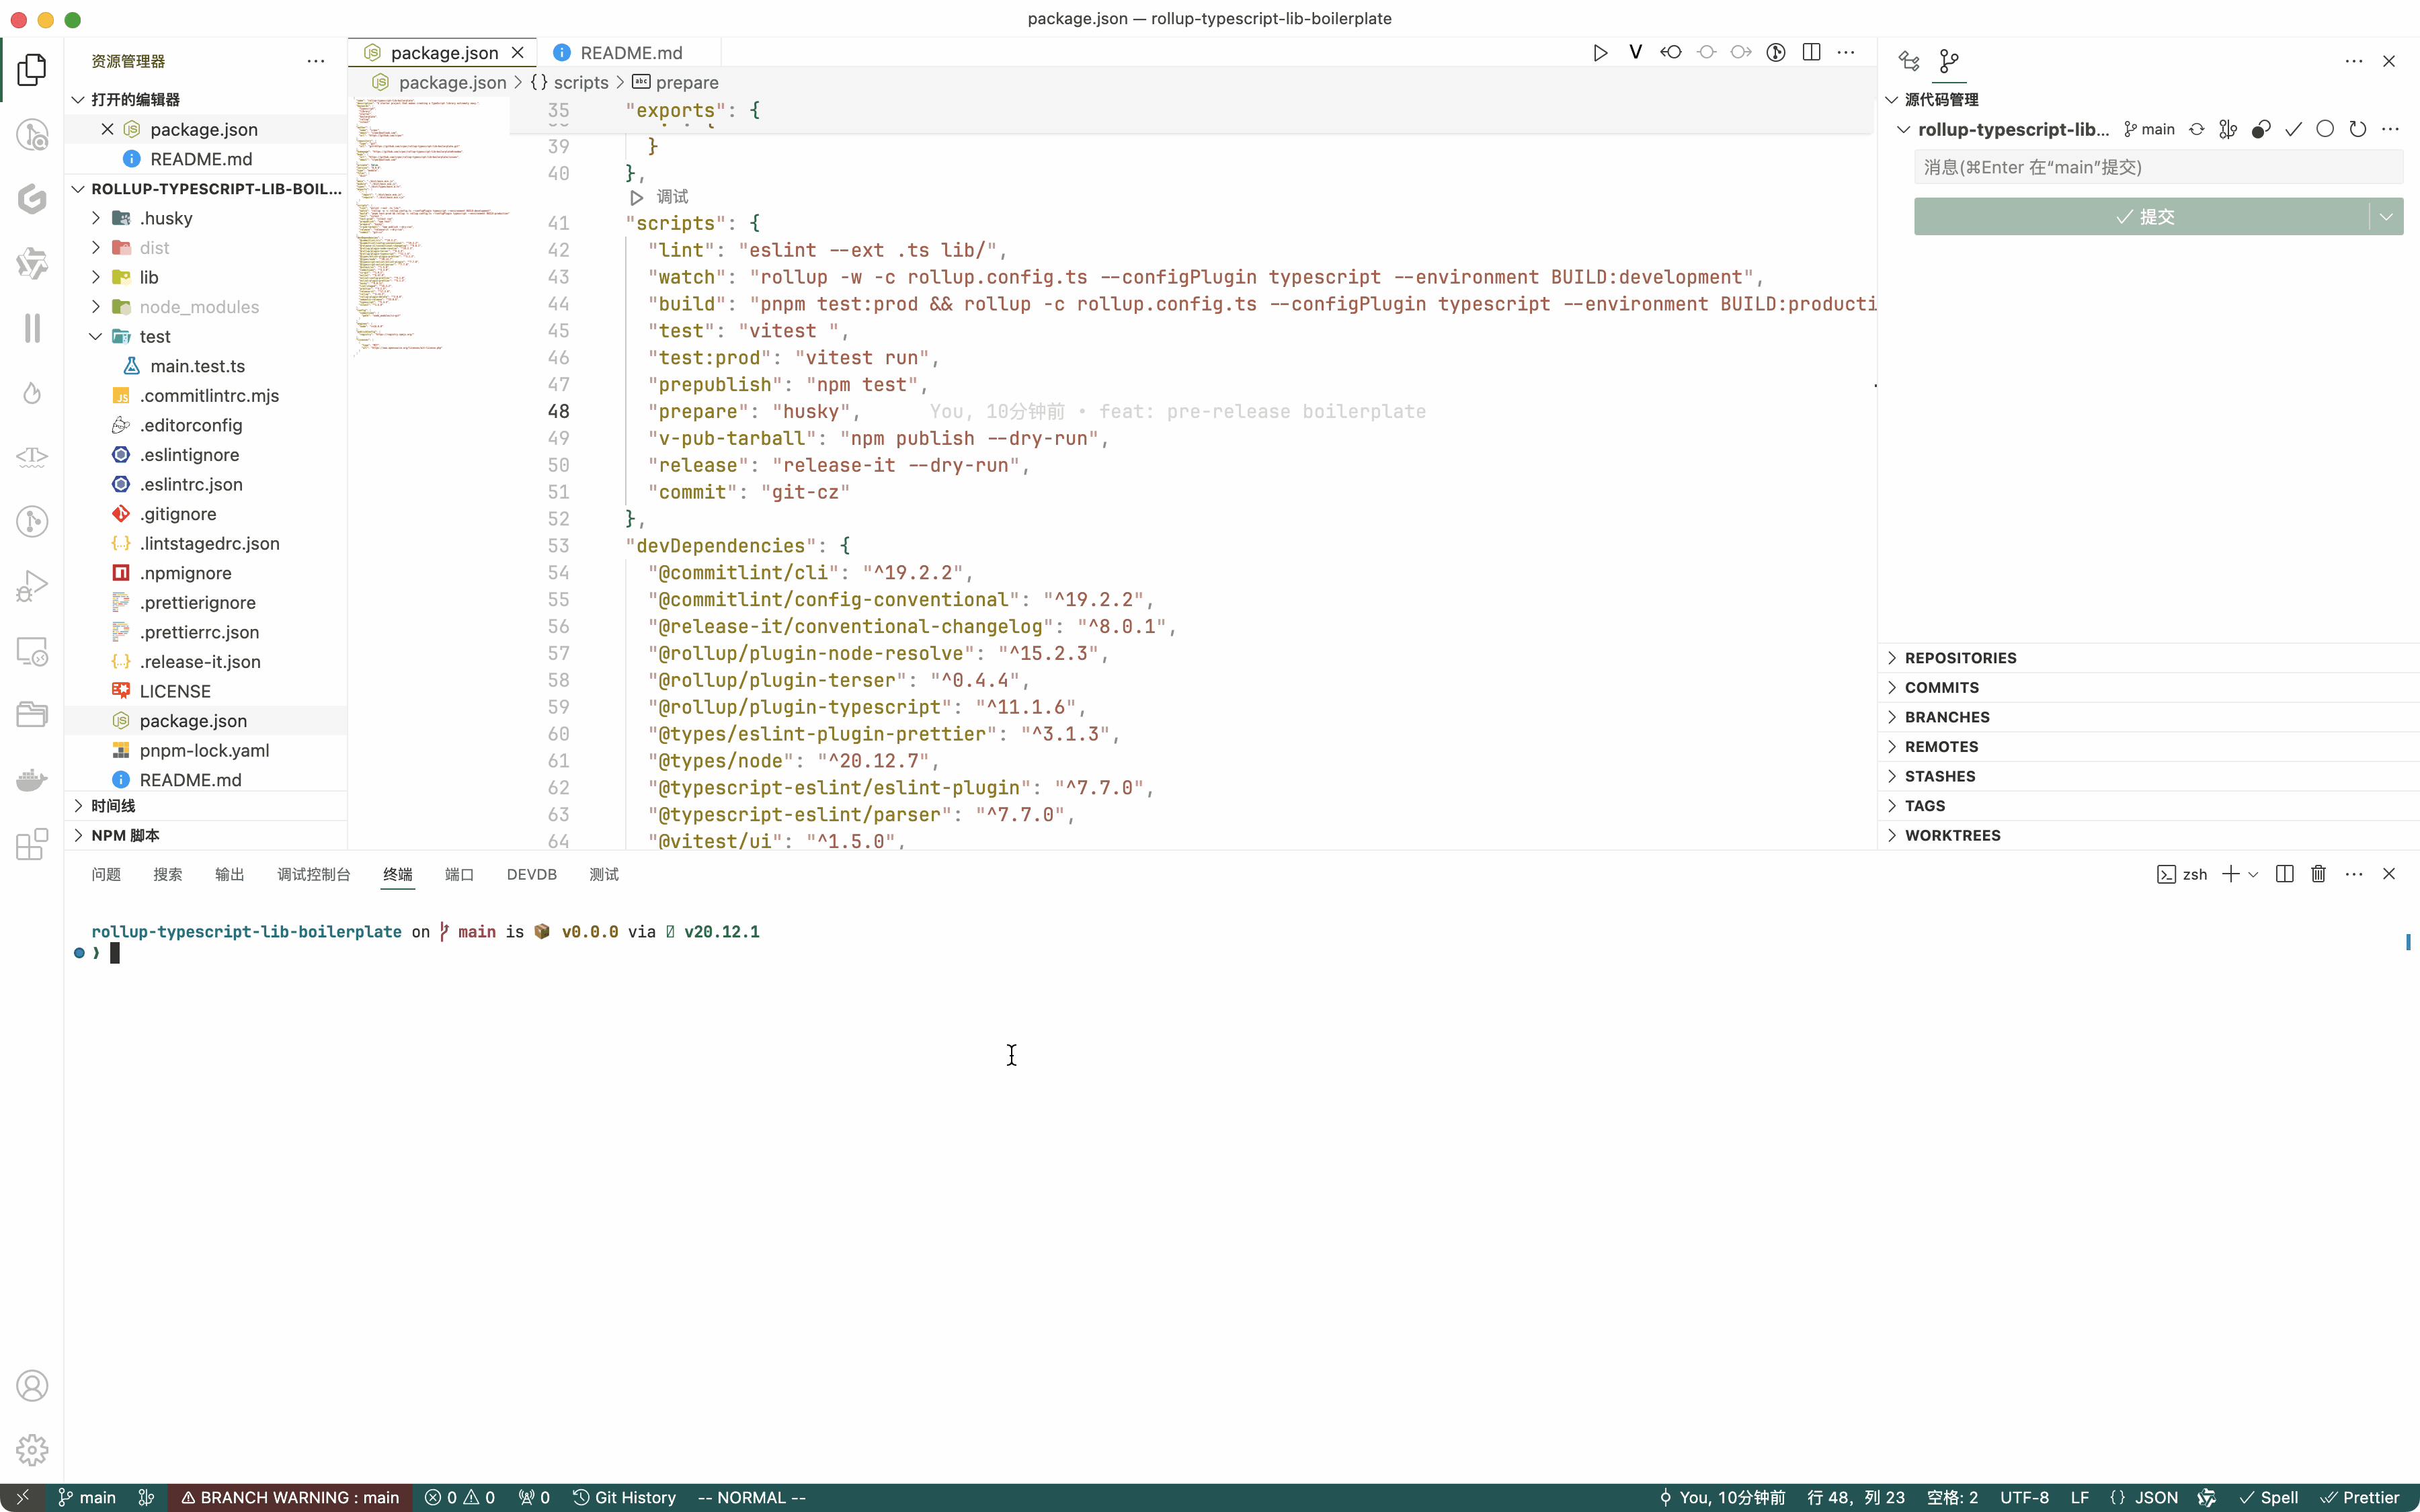 package.json — rollup-typescript-lib-boilerplate
资源管理器
打开的编辑器
package.json
README.md
ROLLUP-TYPESCRIPT-LIB-BOIL...
.husky
dist
lib
node_modules
test
main.test.ts
.commitlintrc.mjs
.editorconfig
.eslintignore
.eslintrc.json
.gitignore
.lintstagedrc.json
.npmignore
.prettierignore
.prettierrc.json
.release-it.json
LICENSE
package.json
pnpm-lock.yaml
README.md
时间线
NPM 脚本
package.json
README.md
package.json > {} scripts > abc prepare
35 "exports": {
39 }
40 },
调试
41 "scripts": {
42 "lint": "eslint --ext .ts lib/",
43 "watch": "rollup -w -c rollup.config.ts --configPlugin typescript --environment BUILD:development",
44 "build": "pnpm test:prod && rollup -c rollup.config.ts --configPlugin typescript --environment BUILD:producti
45 "test": "vitest ",
46 "test:prod": "vitest run",
47 "prepublish": "npm test",
48 "prepare": "husky", You, 10分钟前 • feat: pre-release boilerplate
49 "v-pub-tarball": "npm publish --dry-run",
50 "release": "release-it --dry-run",
51 "commit": "git-cz"
52 },
53 "devDependencies": {
54 "@commitlint/cli": "^19.2.2",
55 "@commitlint/config-conventional": "^19.2.2",
56 "@release-it/conventional-changelog": "^8.0.1",
57 "@rollup/plugin-node-resolve": "^15.2.3",
58 "@rollup/plugin-terser": "^0.4.4",
59 "@rollup/plugin-typescript": "^11.1.6",
60 "@types/eslint-plugin-prettier": "^3.1.3",
61 "@types/node": "^20.12.7",
62 "@typescript-eslint/eslint-plugin": "^7.7.0",
63 "@typescript-eslint/parser": "^7.7.0",
64 "@vitest/ui": "^1.5.0",
源代码管理
rollup-typescript-lib... main
消息(⌘Enter 在“main”提交)
提交
REPOSITORIES
COMMITS
BRANCHES
REMOTES
STASHES
TAGS
WORKTREES
问题 搜索 输出 调试控制台 终端 端口 DEVDB 测试
zsh
rollup-typescript-lib-boilerplate on main is 📦 v0.0.0 via v20.12.1
❯
main BRANCH WARNING : main 0 0 0 Git History -- NORMAL --
You, 10分钟前 行 48，列 23 空格: 2 UTF-8 LF {} JSON Spell Prettier